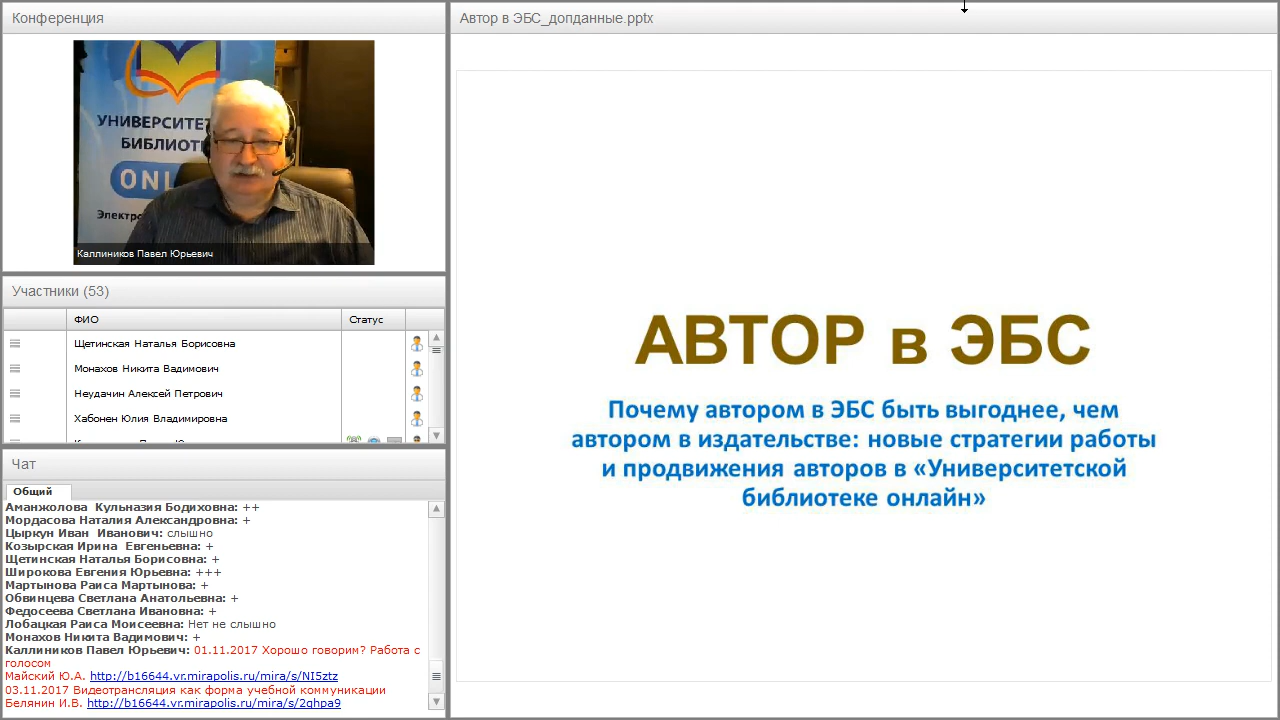 Конференция
УНИВЕРСИТЕ
БИБЛИОТ
ONL
Электро
Каллиников Павел Юрьевич
Участники (53)
ФИО Статус
Щетинская Наталья Борисовна
Монахов Никита Вадимович
Неудачин Алексей Петрович
Хабонен Юлия Владимировна
Чат
Общий
Аманжолова Кульназия Бодиховна: ++
Мордасова Наталия Александровна: +
Цыркун Иван Иванович: слышно
Козырская Ирина Евгеньевна: +
Щетинская Наталья Борисовна: +
Широкова Евгения Юрьевна: +++
Мартынова Раиса Мартынова: +
Обвинцева Светлана Анатольевна: +
Федосеева Светлана Ивановна: +
Лобацкая Раиса Моисеевна: Нет не слышно
Монахов Никита Вадимович: +
Каллиников Павел Юрьевич: 01.11.2017 Хорошо говорим? Работа с
голосом
Майский Ю.А. http://b16644.vr.mirapolis.ru/mira/s/NI5ztz
03.11.2017 Видеотрансляция как форма учебной коммуникации
Белянин И.В. http://b16644.vr.mirapolis.ru/mira/s/2ghpa9
Автор в ЭБС_допданные.pptx
АВТОР в ЭБС
Почему автором в ЭБС быть выгоднее, чем
автором в издательстве: новые стратегии работы
и продвижения авторов в «Университетской
библиотеке онлайн»